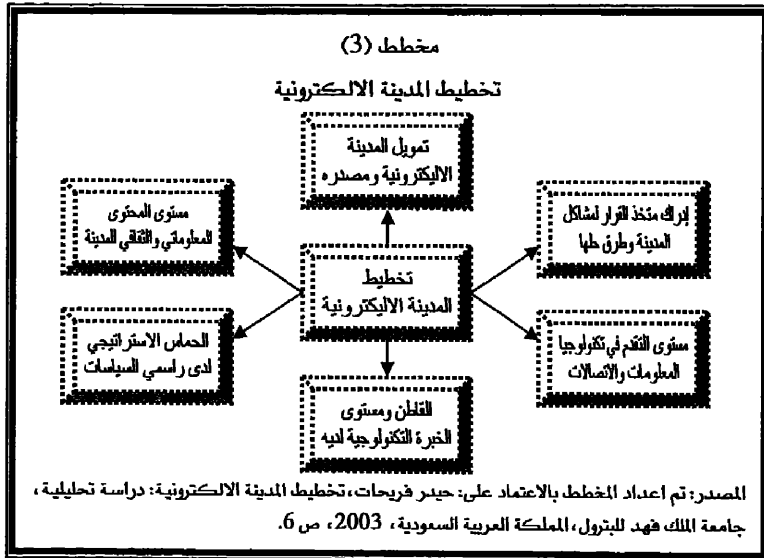 مخطط (3)
تخطيط المدينة الالكترونية
تمويل المدينة
الاليكترونية ومصدره
إدراك متخذ القرار لمشاكل
المدينة وطرق حلها
مستوى المحتوى
المعلوماتي والثقافي للمدينة
تخطيط
المدينة الاليكترونية
مستوى التقدم في تكنولوجيا
المعلومات والاتصالات
الحماس الاستراتيجي
لدى راسمي السياسات
القاطن ومستوى
الخبرة التكنولوجية لديه
المصدر: تم اعداد المخطط بالاعتماد على: حيدر فريحات، تخطيط المدينة الالكترونية: دراسة تحليلية،
جامعة الملك فهد للبترول، المملكة العربية السعودية، 2003، ص 6.